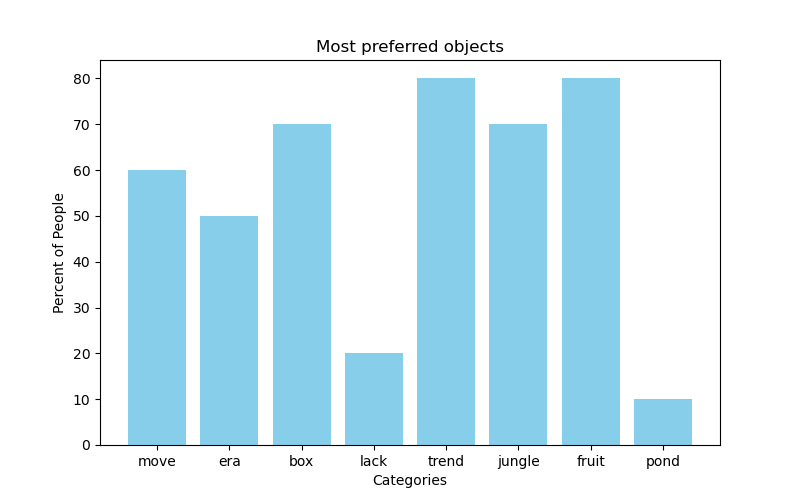 Most preferred objects
Percent of People
80
70
60
50
40
30
20
10
0
move era box lack trend jungle fruit pond
Categories